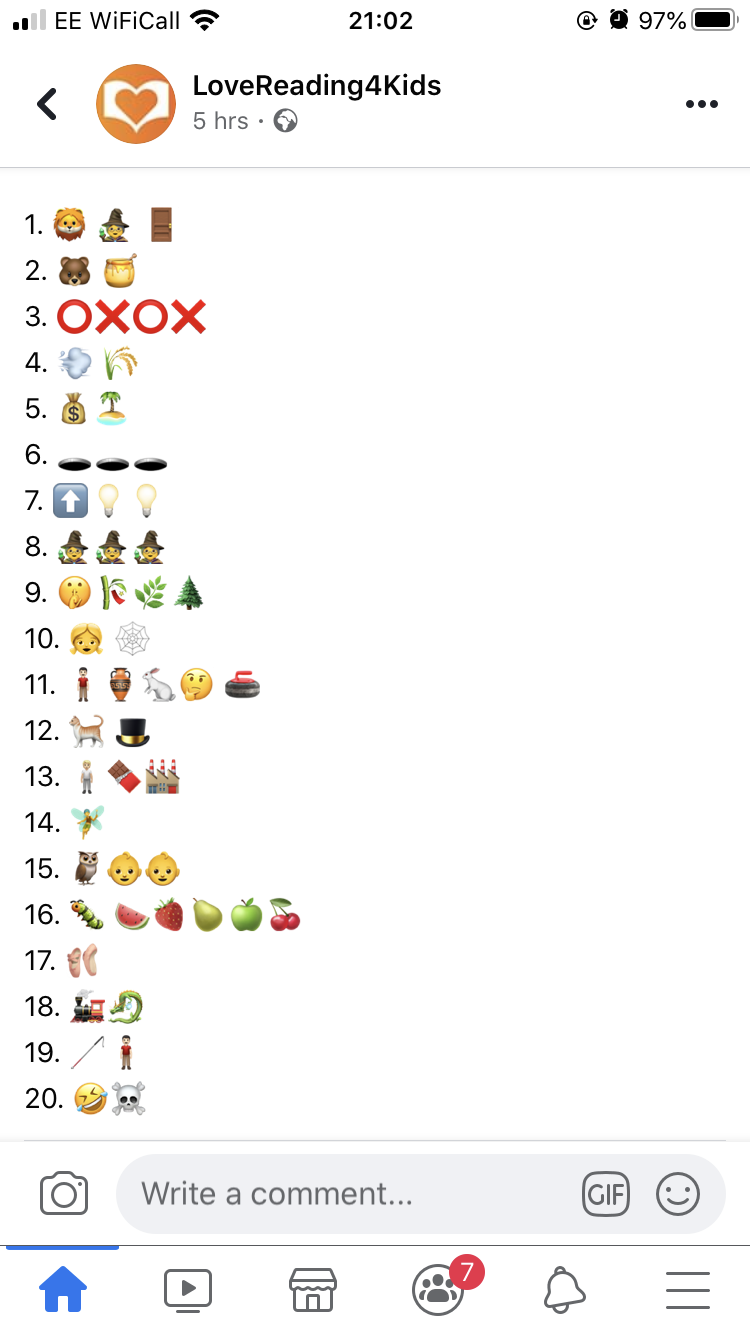 EE WiFiCall 21:02 97%
LoveReading4Kids
5 hrs ·
1. 🦁 🧙 🚪
2. 🐻 🍯
3. ⭕❌⭕❌
4. 💨 🌾
5. 💰 🏝
6. 🕳🕳🕳
7. ⬆️💡💡
8. 🧙🧙🧙
9. 🤫🎋🌿🌲
10. 👧 🕸
11. 🧍‍♂️🏺🐇🤔 🥌
12. 🐈 🎩
13. 🧍🍫🏭
14. 🧚
15. 🦉👶👶
16. 🐛🍉🍓🍐🍏🍒
17. 🩰
18. 🚂🐉
19. 🦯🧍‍♂️
20. 🤣☠️
Write a comment... GIF
7